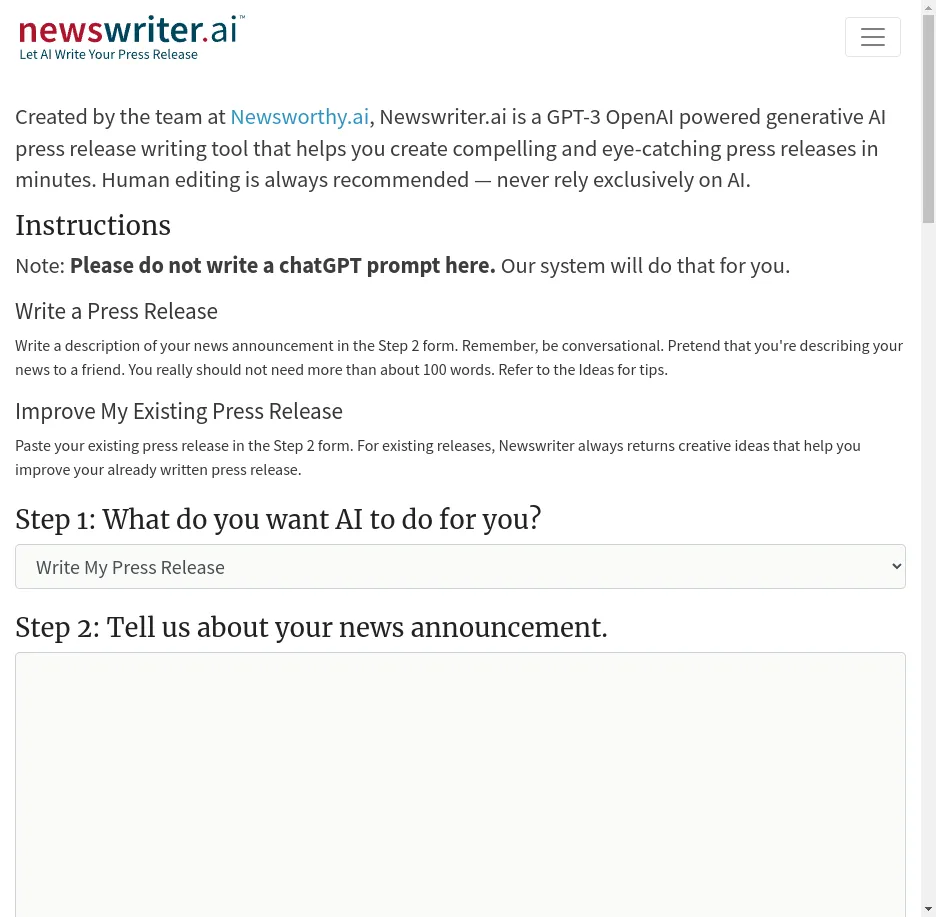 newswriter.ai™
Let AI Write Your Press Release
Created by the team at Newsworthy.ai, Newswriter.ai is a GPT-3 OpenAI powered generative AI
press release writing tool that helps you create compelling and eye-catching press releases in
minutes. Human editing is always recommended — never rely exclusively on AI.
Instructions
Note: Please do not write a chatGPT prompt here. Our system will do that for you.
Write a Press Release
Write a description of your news announcement in the Step 2 form. Remember, be conversational. Pretend that you're describing your
news to a friend. You really should not need more than about 100 words. Refer to the Ideas for tips.
Improve My Existing Press Release
Paste your existing press release in the Step 2 form. For existing releases, Newswriter always returns creative ideas that help you
improve your already written press release.
Step 1: What do you want AI to do for you?
Write My Press Release
Step 2: Tell us about your news announcement.